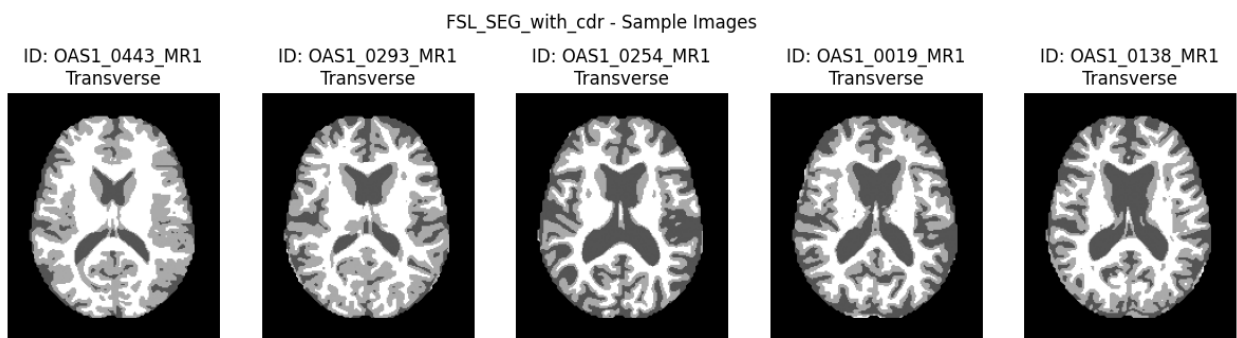 FSL_SEG_with_cdr - Sample Images
ID: OAS1_0443_MR1
Transverse
ID: OAS1_0293_MR1
Transverse
ID: OAS1_0254_MR1
Transverse
ID: OAS1_0019_MR1
Transverse
ID: OAS1_0138_MR1
Transverse